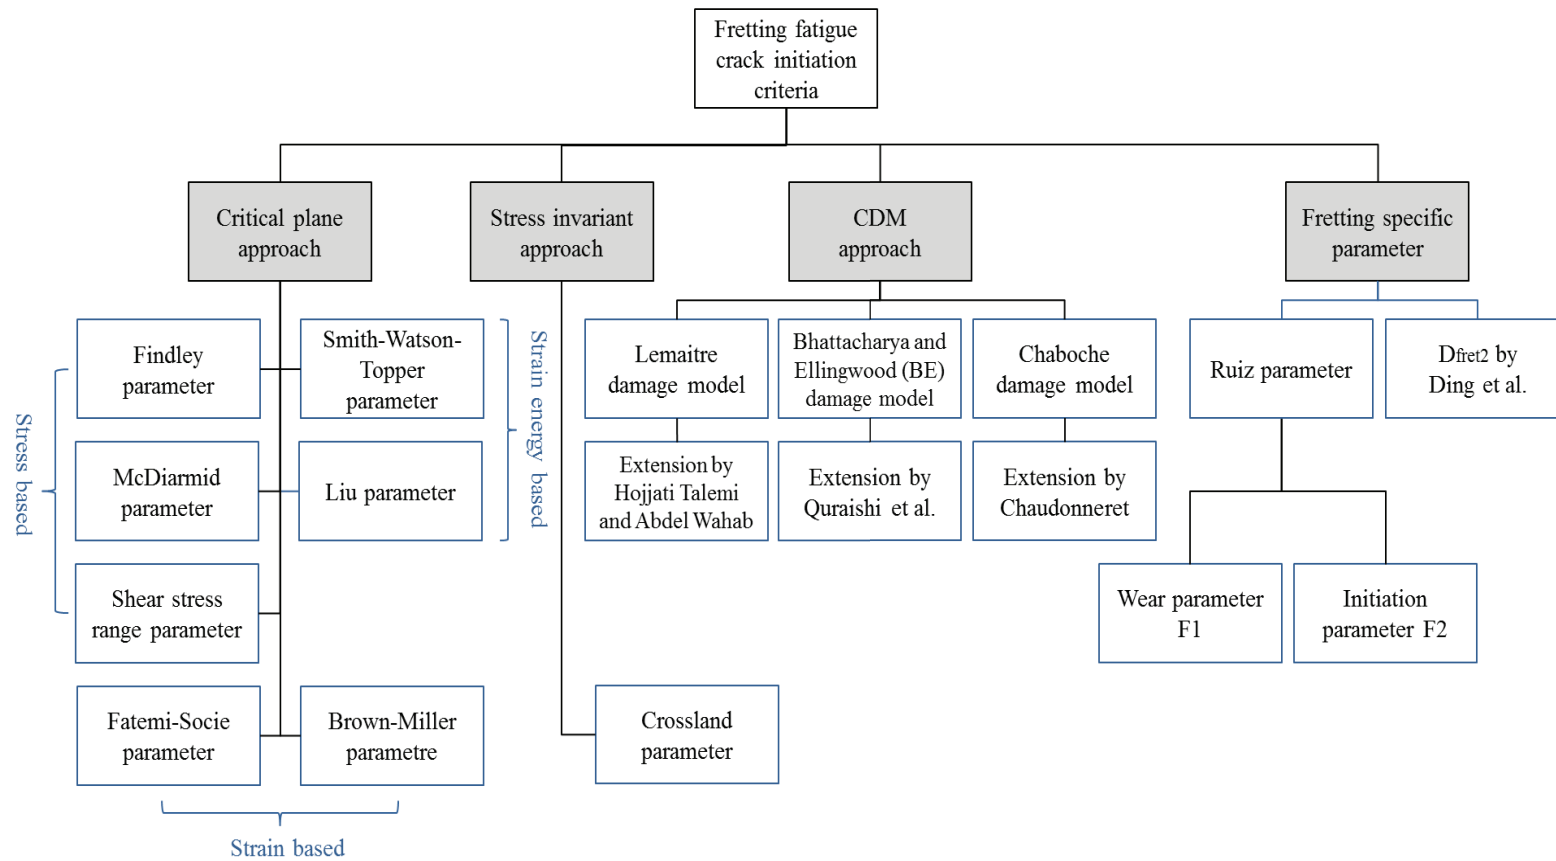 Fretting fatigue
crack initiation
criteria
Critical plane
approach
Stress invariant
approach
CDM
approach
Fretting specific
parameter
Findley
parameter
Smith-Watson-
Topper
parameter
McDiarmid
parameter
Liu parameter
Shear stress
range parameter
Fatemi-Socie
parameter
Brown-Miller
parametre
Stress based
Strain energy based
Strain based
Crossland
parameter
Lemaitre
damage model
Bhattacharya and
Ellingwood (BE)
damage model
Chaboche
damage model
Extension by
Hojjati Talemi
and Abdel Wahab
Extension by
Quraishi et al.
Extension by
Chaudonneret
Ruiz parameter
Dfret2 by
Ding et al.
Wear parameter
F1
Initiation
parameter F2